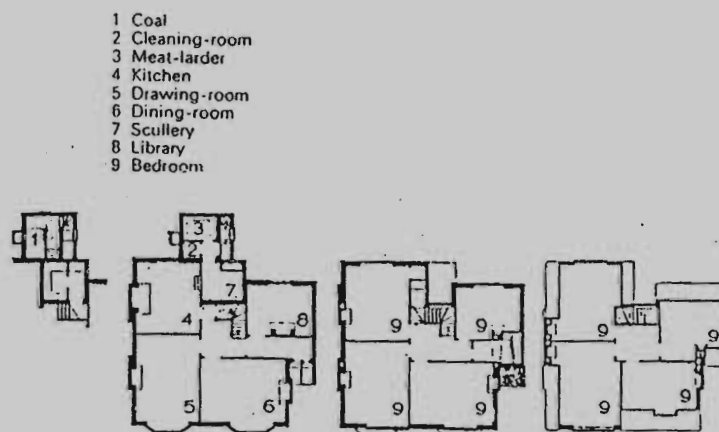 1 Coal
2 Cleaning-room
3 Meat-larder
4 Kitchen
5 Drawing-room
6 Dining-room
7 Scullery
8 Library
9 Bedroom
1
3
2
7
4
8
5
6
9
9
9
9
9
9
9
9